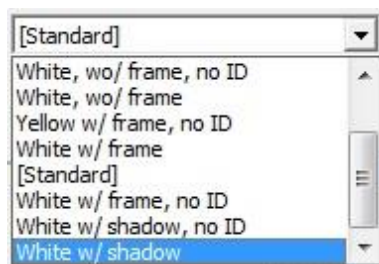 [Standard]
White, wo/ frame, no ID
White, wo/ frame
Yellow w/ frame, no ID
White w/ frame
[Standard]
White w/ frame, no ID
White w/ shadow, no ID
White w/ shadow